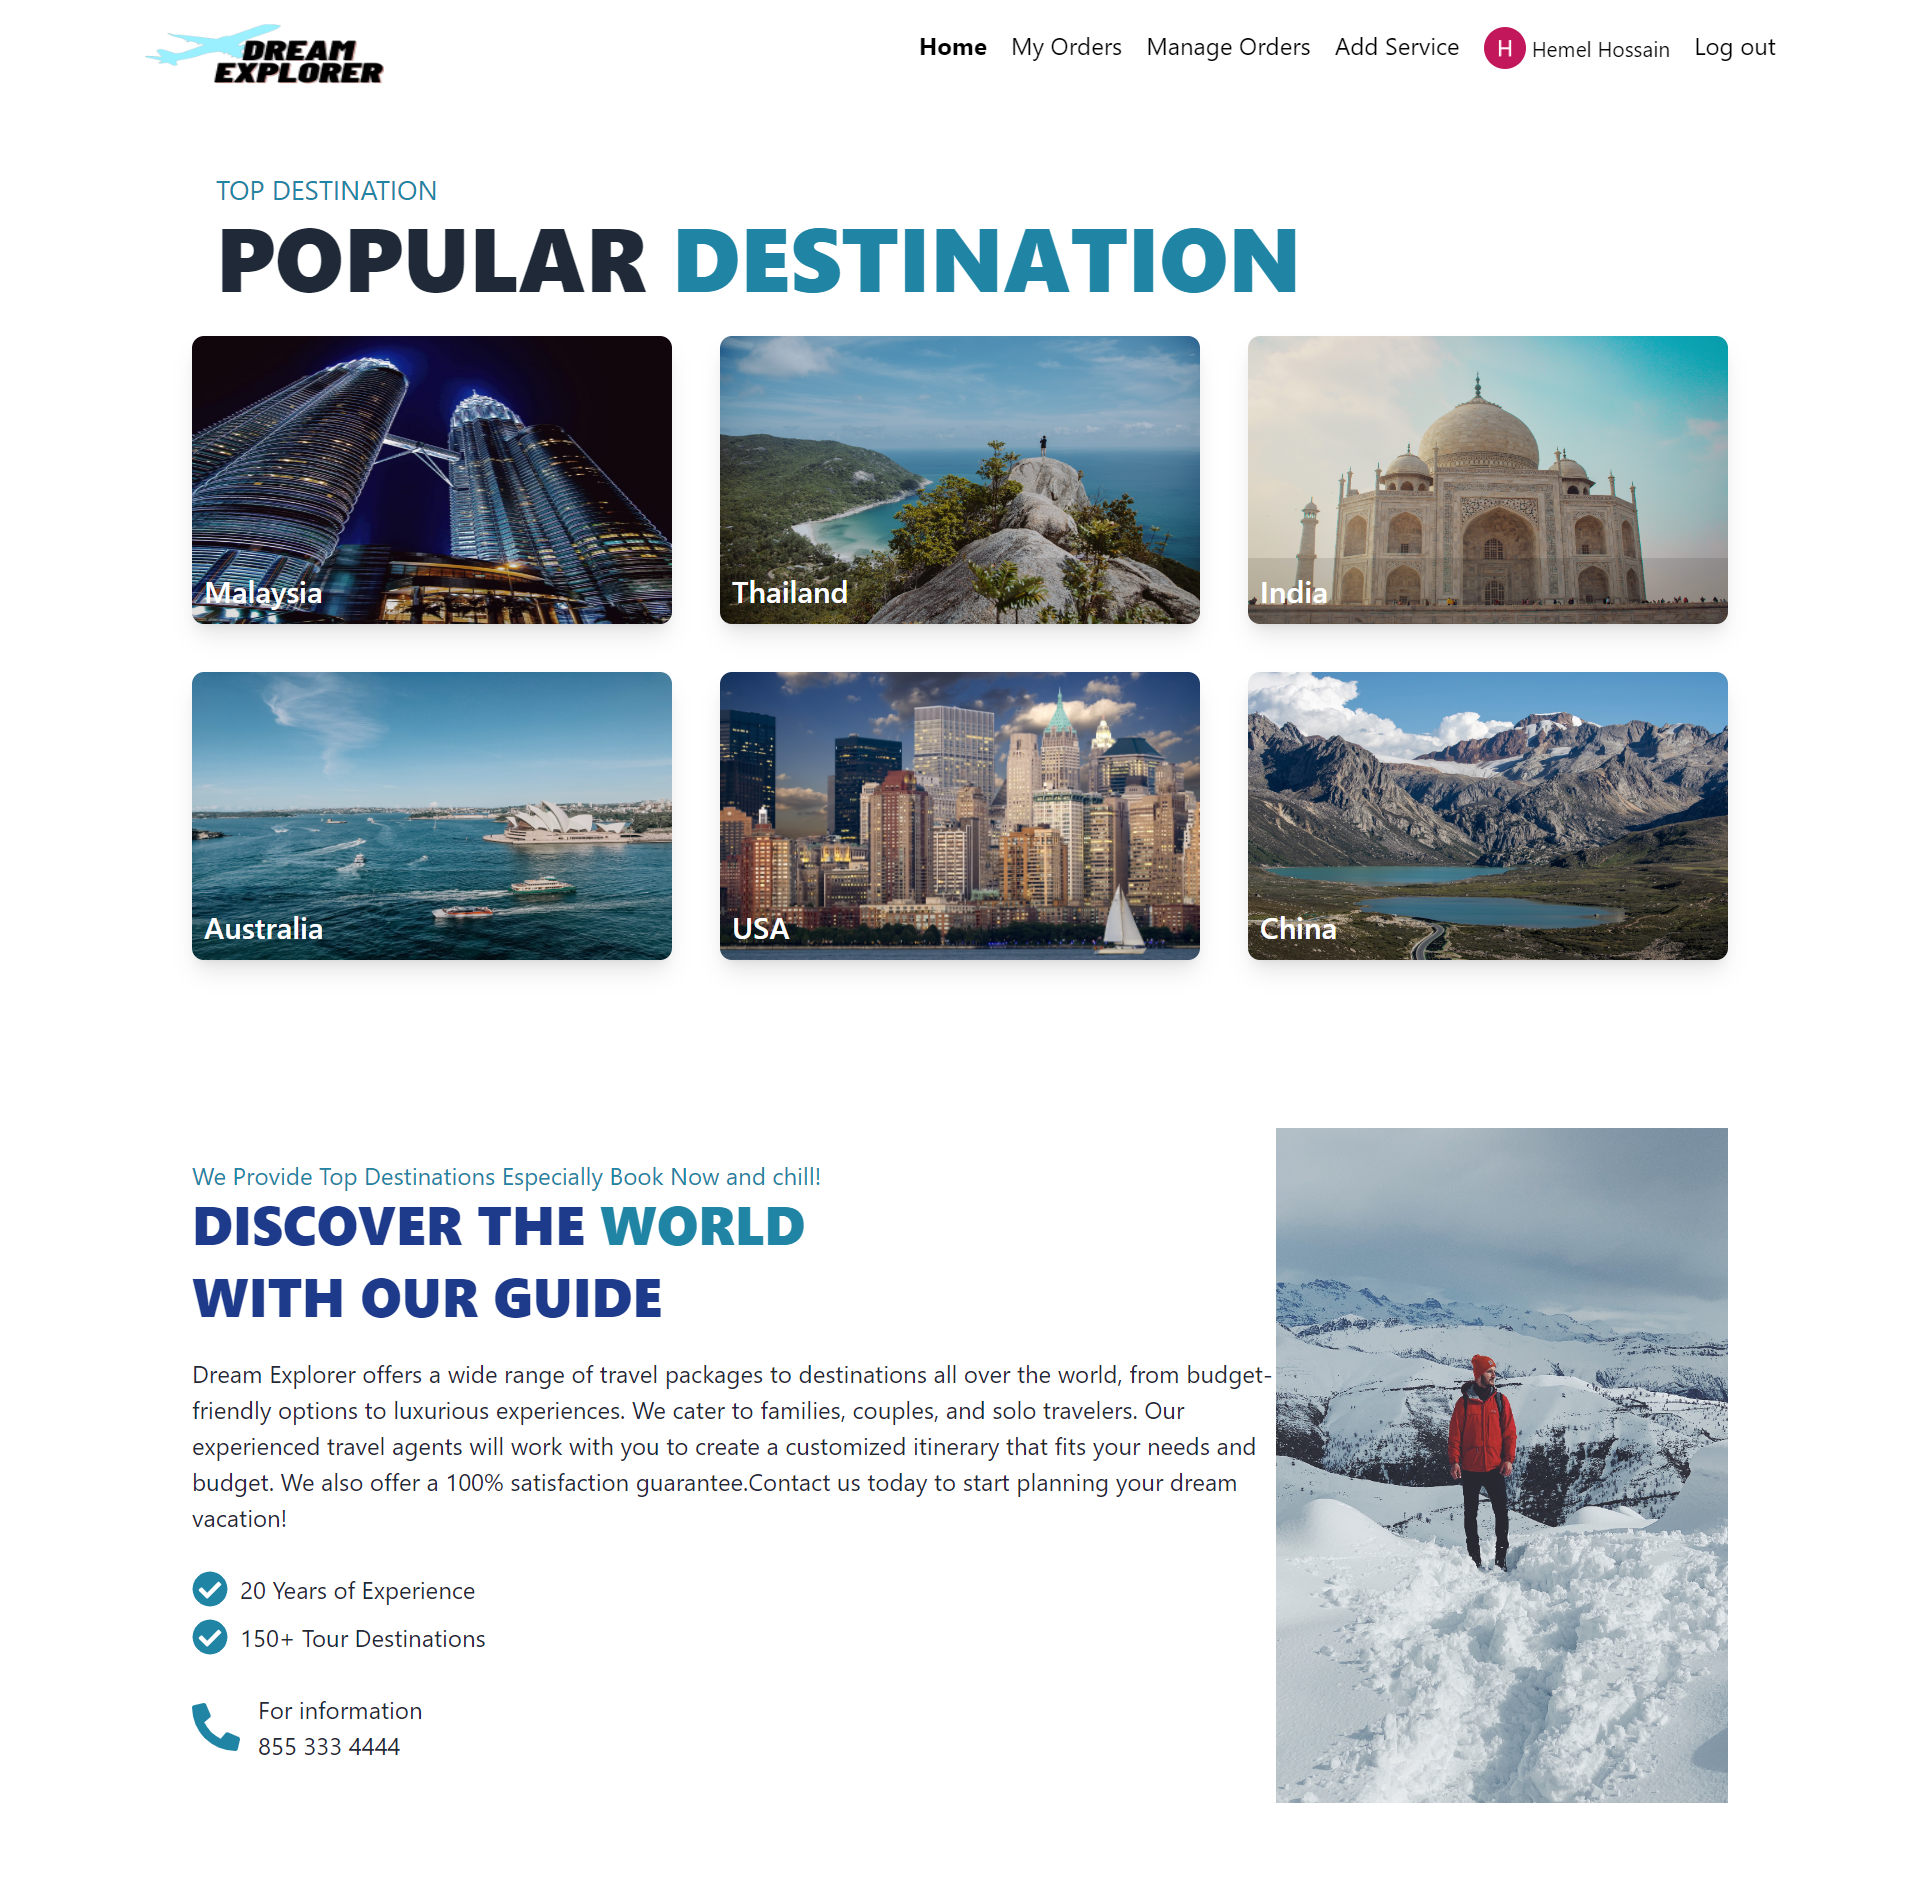 DREAM
EXPLORER
Home My Orders Manage Orders Add Service H Hemel Hossain Log out
TOP DESTINATION
POPULAR DESTINATION
Malaysia
Thailand
India
Australia
USA
China
We Provide Top Destinations Especially Book Now and chill!
DISCOVER THE WORLD
WITH OUR GUIDE
Dream Explorer offers a wide range of travel packages to destinations all over the world, from budget-
friendly options to luxurious experiences. We cater to families, couples, and solo travelers. Our
experienced travel agents will work with you to create a customized itinerary that fits your needs and
budget. We also offer a 100% satisfaction guarantee.Contact us today to start planning your dream
vacation!
20 Years of Experience
150+ Tour Destinations
For information
855 333 4444